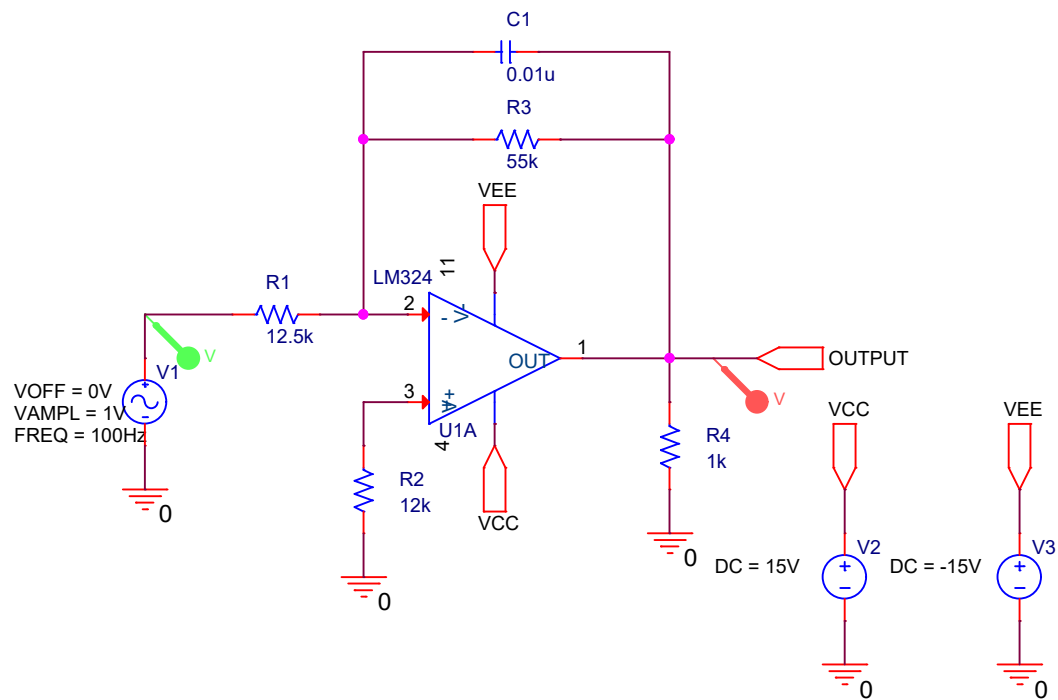 C1
0.01u
R3
55k
VEE
LM324
11
R1
12.5k
2
-
V-
V
V1
VOFF = 0V
VAMPL = 1V
FREQ = 100Hz
+
-
0
3
+
V+
OUT
1
U1A
4
VCC
R2
12k
0
OUTPUT
V
R4
1k
0
VCC
V2
DC = 15V
+
−
0
VEE
V3
DC = -15V
+
−
0